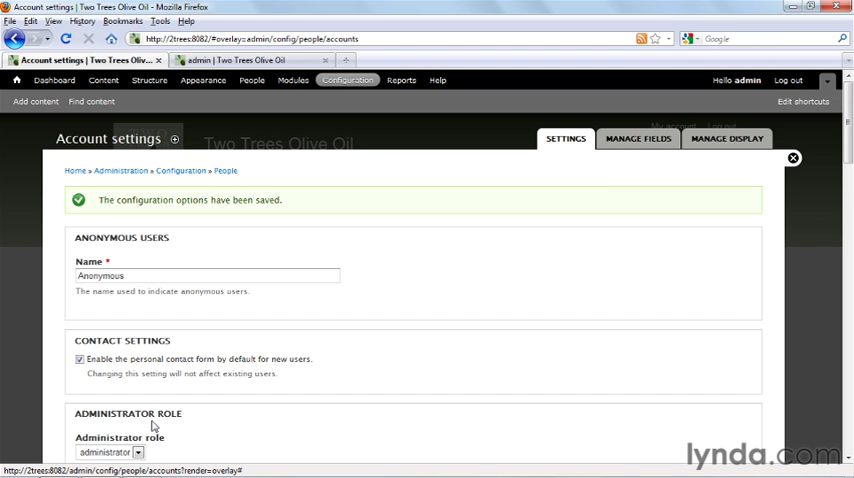 Account settings | Two Trees Olive Oil - Mozilla Firefox
File Edit View History Bookmarks Tools Help
http://2trees:8082/#overlay=admin/config/people/accounts
Google
Account settings | Two Trees Oliv...
admin | Two Trees Olive Oil
Dashboard Content Structure Appearance People Modules Configuration Reports Help
Hello admin Log out
Add content Find content
Edit shortcuts
My account Log out
Account settings
Two Trees Olive Oil
SETTINGS MANAGE FIELDS MANAGE DISPLAY
Home » Administration » Configuration » People
The configuration options have been saved.
ANONYMOUS USERS
Name *
Anonymous
The name used to indicate anonymous users.
CONTACT SETTINGS
Enable the personal contact form by default for new users.
Changing this setting will not affect existing users.
ADMINISTRATOR ROLE
Administrator role
administrator
http://2trees:8082/admin/config/people/accounts?render=overlay#
lynda.com